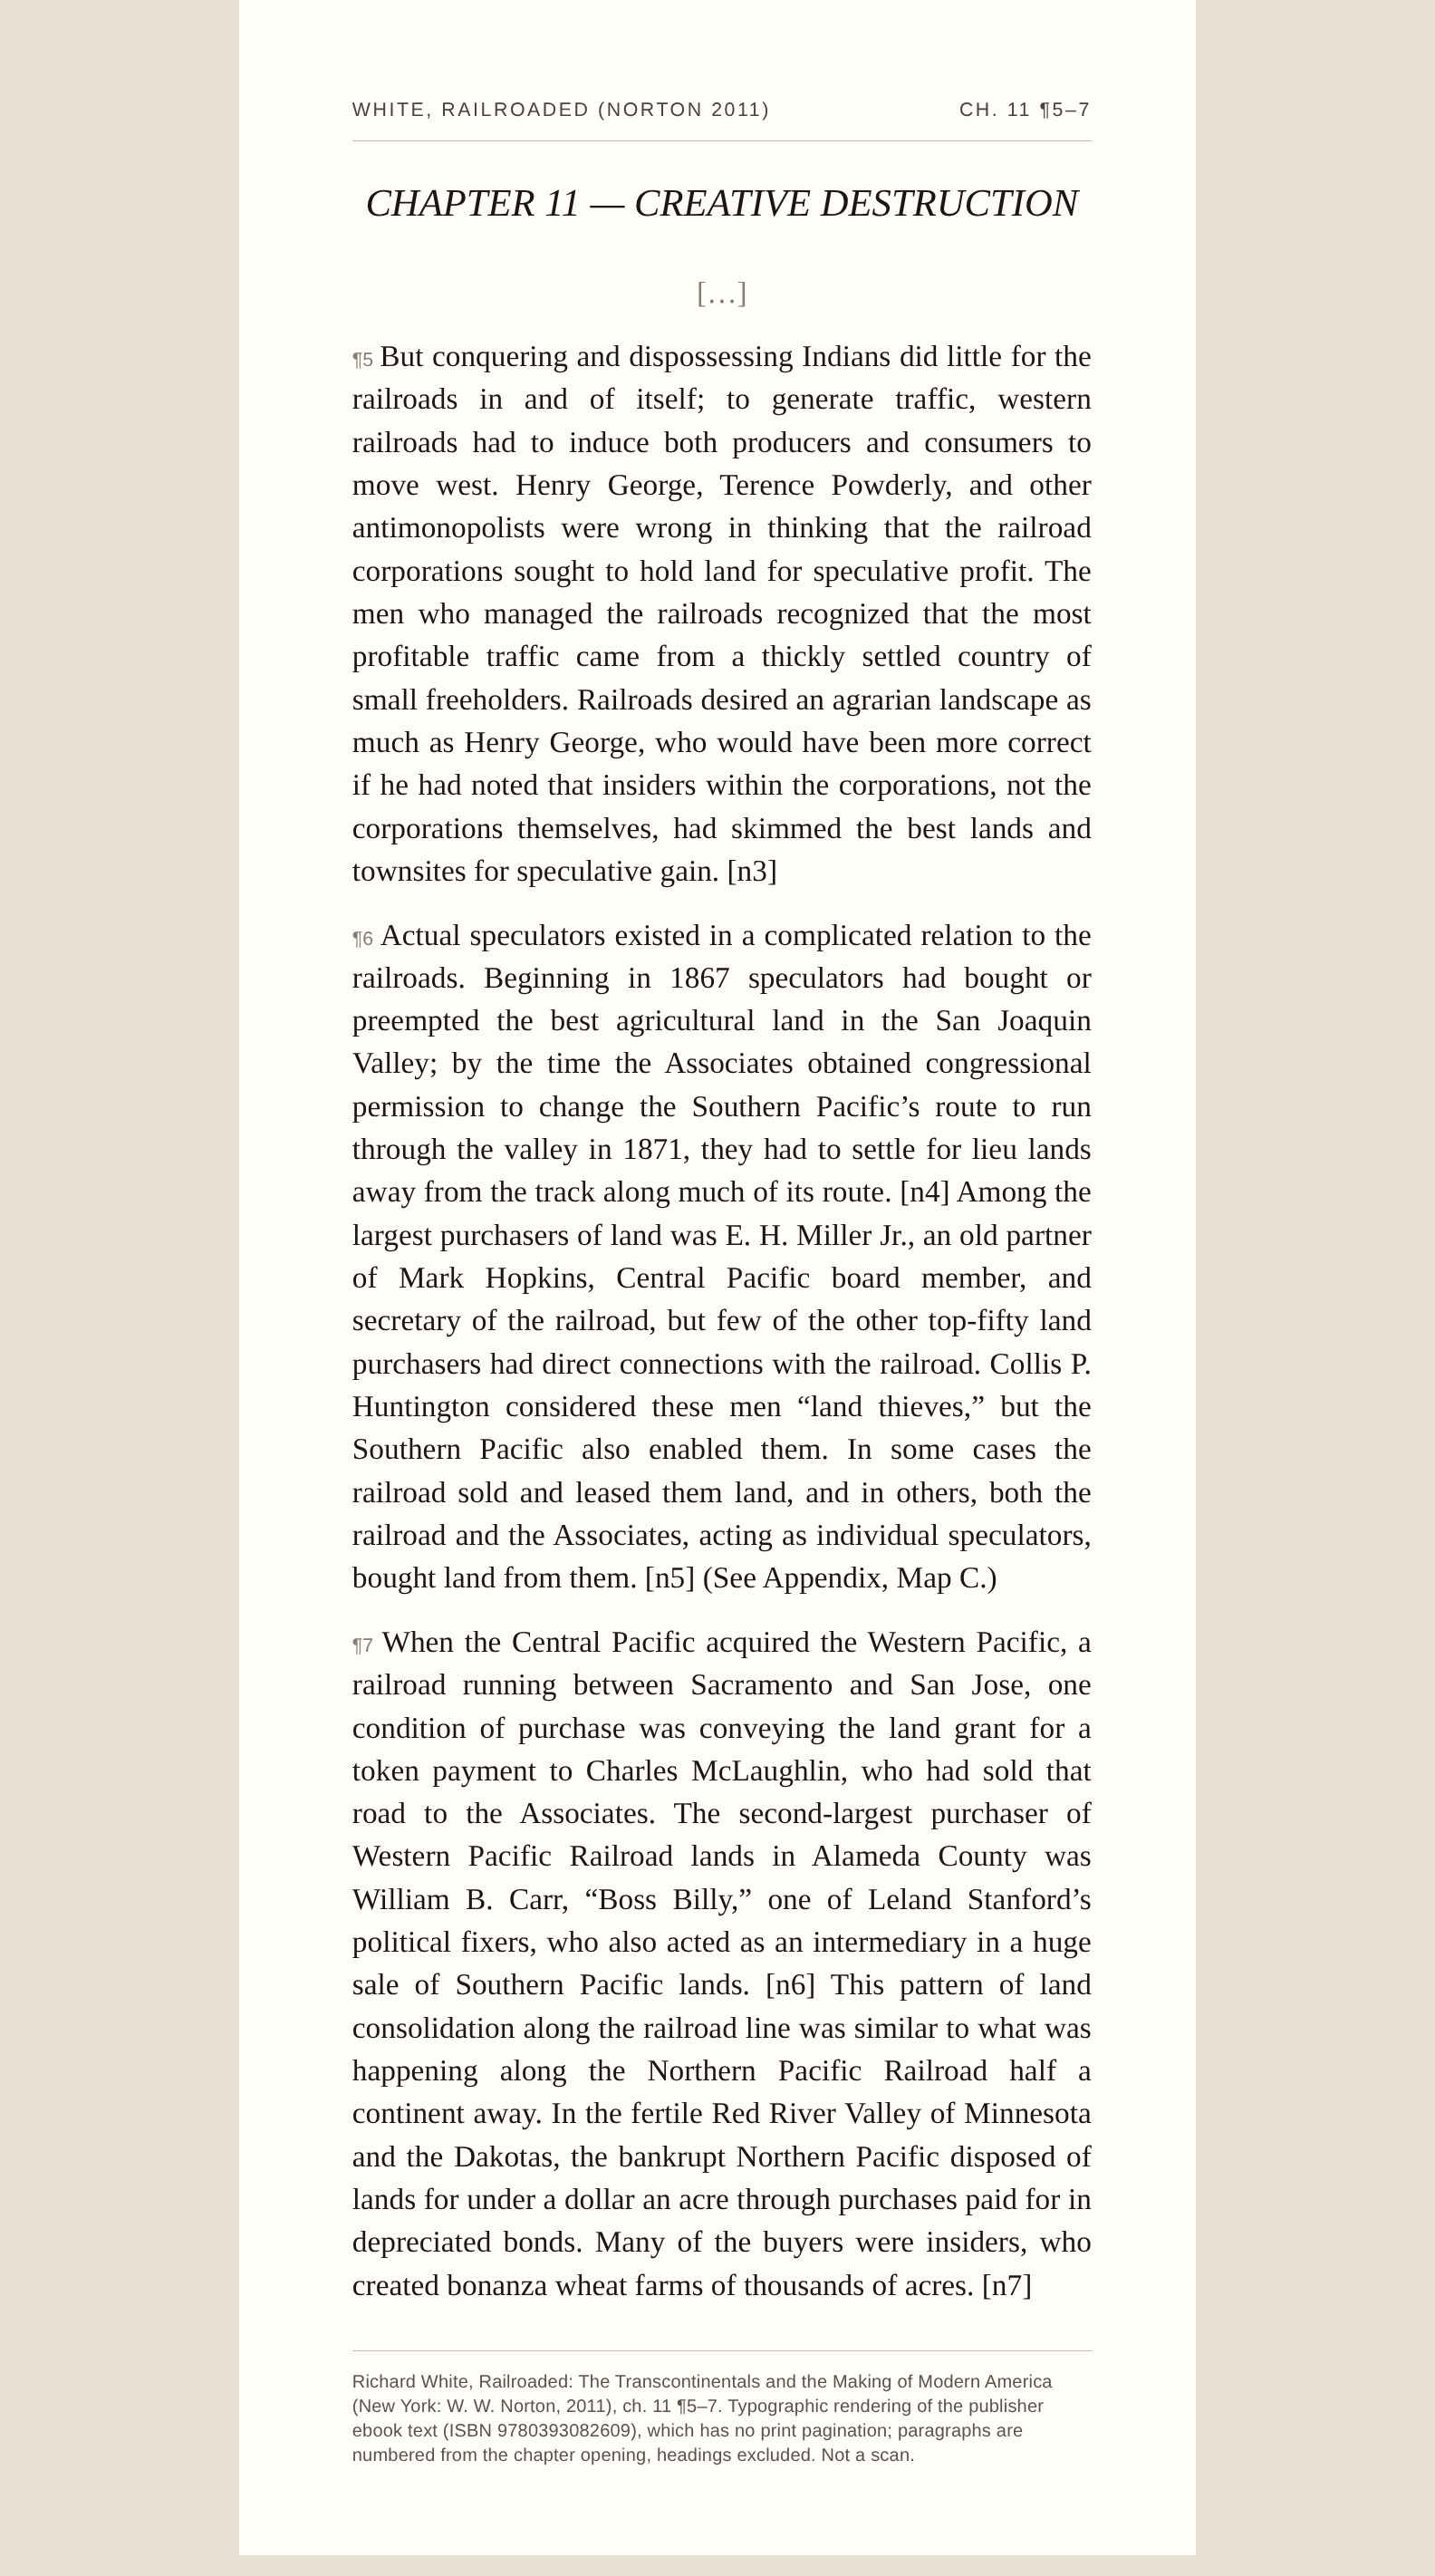 WHITE, RAILROADED (NORTON 2011) CH. 11 ¶5–7
CHAPTER 11 — CREATIVE DESTRUCTION
[…]
¶5 But conquering and dispossessing Indians did little for the
railroads in and of itself; to generate traffic, western
railroads had to induce both producers and consumers to
move west. Henry George, Terence Powderly, and other
antimonopolists were wrong in thinking that the railroad
corporations sought to hold land for speculative profit. The
men who managed the railroads recognized that the most
profitable traffic came from a thickly settled country of
small freeholders. Railroads desired an agrarian landscape as
much as Henry George, who would have been more correct
if he had noted that insiders within the corporations, not the
corporations themselves, had skimmed the best lands and
townsites for speculative gain. [n3]
¶6 Actual speculators existed in a complicated relation to the
railroads. Beginning in 1867 speculators had bought or
preempted the best agricultural land in the San Joaquin
Valley; by the time the Associates obtained congressional
permission to change the Southern Pacific’s route to run
through the valley in 1871, they had to settle for lieu lands
away from the track along much of its route. [n4] Among the
largest purchasers of land was E. H. Miller Jr., an old partner
of Mark Hopkins, Central Pacific board member, and
secretary of the railroad, but few of the other top-fifty land
purchasers had direct connections with the railroad. Collis P.
Huntington considered these men “land thieves,” but the
Southern Pacific also enabled them. In some cases the
railroad sold and leased them land, and in others, both the
railroad and the Associates, acting as individual speculators,
bought land from them. [n5] (See Appendix, Map C.)
¶7 When the Central Pacific acquired the Western Pacific, a
railroad running between Sacramento and San Jose, one
condition of purchase was conveying the land grant for a
token payment to Charles McLaughlin, who had sold that
road to the Associates. The second-largest purchaser of
Western Pacific Railroad lands in Alameda County was
William B. Carr, “Boss Billy,” one of Leland Stanford’s
political fixers, who also acted as an intermediary in a huge
sale of Southern Pacific lands. [n6] This pattern of land
consolidation along the railroad line was similar to what was
happening along the Northern Pacific Railroad half a
continent away. In the fertile Red River Valley of Minnesota
and the Dakotas, the bankrupt Northern Pacific disposed of
lands for under a dollar an acre through purchases paid for in
depreciated bonds. Many of the buyers were insiders, who
created bonanza wheat farms of thousands of acres. [n7]
Richard White, Railroaded: The Transcontinentals and the Making of Modern America
(New York: W. W. Norton, 2011), ch. 11 ¶5–7. Typographic rendering of the publisher
ebook text (ISBN 9780393082609), which has no print pagination; paragraphs are
numbered from the chapter opening, headings excluded. Not a scan.